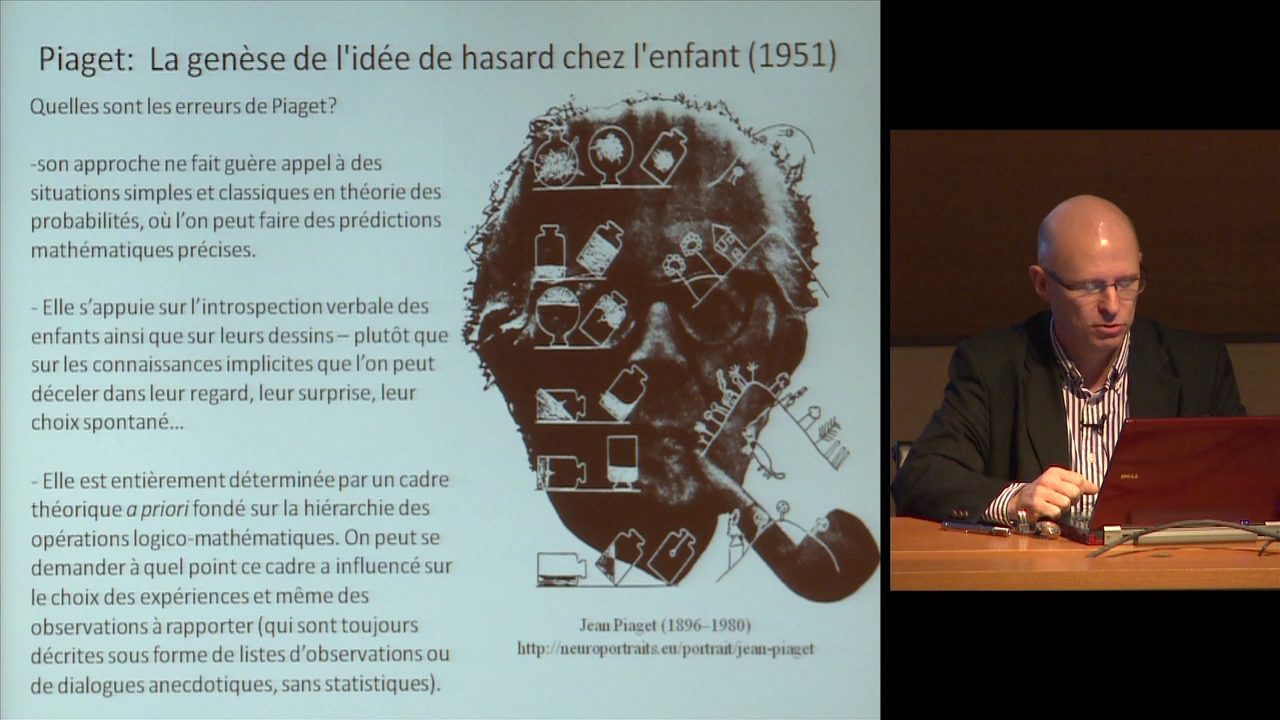 Piaget: La genèse de l'idée de hasard chez l'enfant (1951)
Quelles sont les erreurs de Piaget?
-son approche ne fait guère appel à des
situations simples et classiques en théorie des
probabilités, où l'on peut faire des prédictions
mathématiques précises.
- Elle s'appuie sur l'introspection verbale des
enfants ainsi que sur leurs dessins – plutôt que
sur les connaissances implicites que l'on peut
déceler dans leur regard, leur surprise, leur
choix spontané...
- Elle est entièrement déterminée par un cadre
théorique a priori fondé sur la hiérarchie des
opérations logico-mathématiques. On peut se
demander à quel point ce cadre a influencé sur
le choix des expériences et même des
observations à rapporter (qui sont toujours
décrites sous forme de listes d'observations ou
de dialogues anecdotiques, sans statistiques).
Jean Piaget (1896–1980)
http://neuroportraits.eu/portrait/jean-piaget
DELL